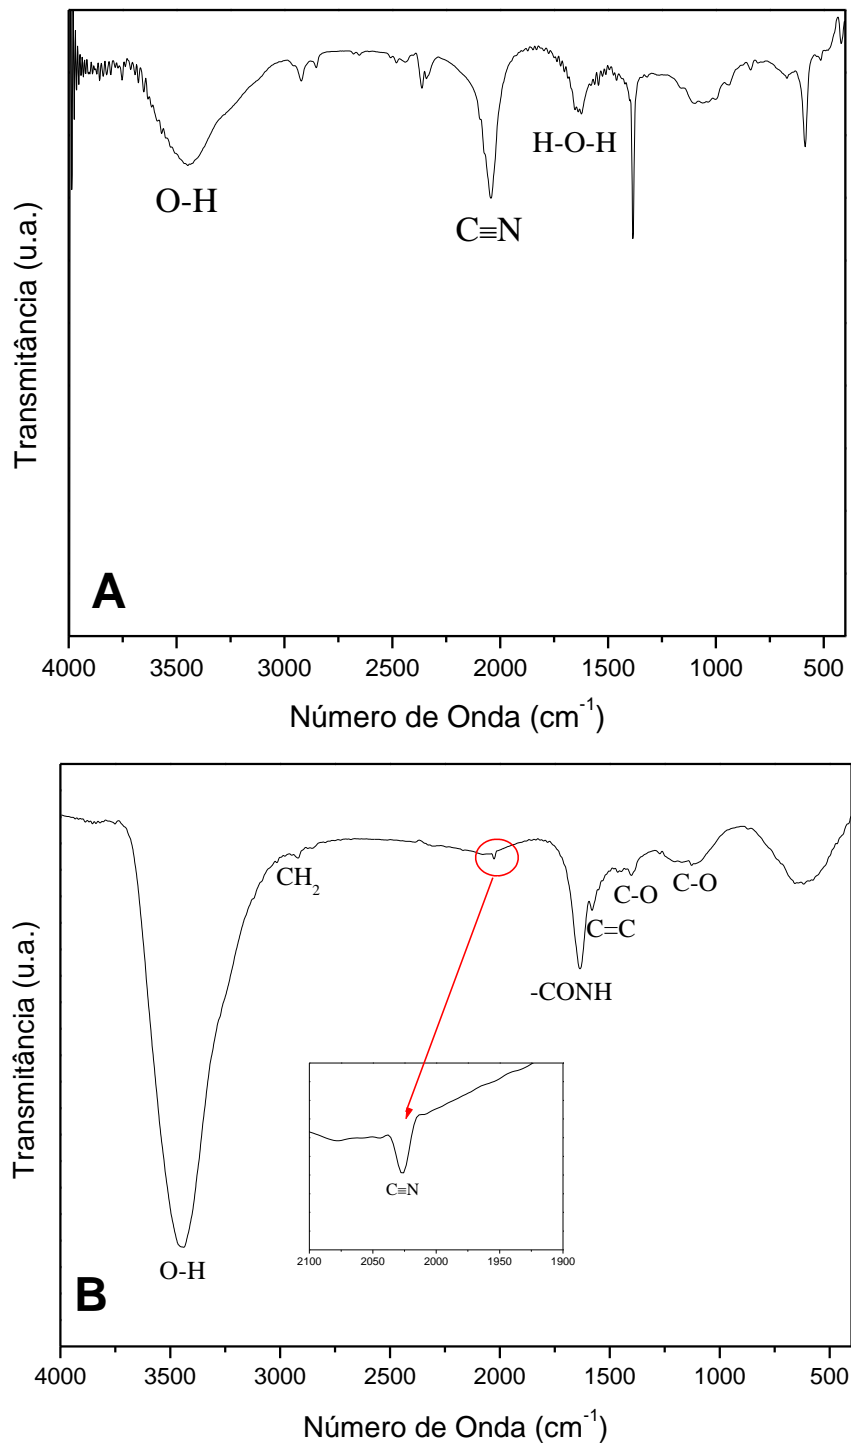 O-H
C≡N
H-O-H
Transmitância (u.a.)
A
4000 3500 3000 2500 2000 1500 1000 500
Número de Onda (cm⁻¹)
CH₂
C-O
C-O
C=C
-CONH
C≡N
2100 2050 2000 1950 1900
O-H
Transmitância (u.a.)
B
4000 3500 3000 2500 2000 1500 1000 500
Número de Onda (cm⁻¹)